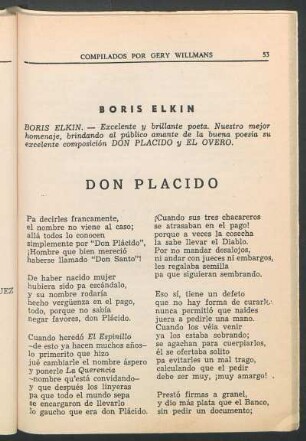 COMPILADOS POR GERY WILLMANS 53
BORIS ELKIN
BORIS ELKIN. — Excelente y brillante poeta. Nuestro mejor
homenaje, brindando al público amante de la buena poesía su
excelente composición DON PLACIDO y EL OVERO.
DON PLACIDO
Pa decirles francamente,
el nombre no viene al caso;
allá todos lo conocen
simplemente por "Don Plácido",
¡Hombre que bien mereció
haberse llamado "Don Santo"!
De haber nacido mujer
hubiera sido pa escándalo,
y su nombre rodaría
hecho vergüenza en el pago,
todo, porque no sabía
negar favores, don Plácido.
Cuando heredó El Espinillo
—de esto ya hacen muchos años—
lo primerito que hizo
jué cambiarle el nombre áspero
y ponerle La Querencia
—nombre qu'está convidando—
y que después los linyeras
pa que todo el mundo sepa
se encargaron de llevarlo
lo gaucho que era don Plácido.
¡Cuando sus tres chacareros
se atrasaban en el pago!
porque a veces la cosecha
la sabe llevar el Diablo.
Por no mandar desalojos,
ni andar con jueces ni embargos,
les regalaba semilla
pa que siguieran sembrando.
Eso sí, tiene un defeto
que no hay forma de curarlo:
nunca permitió que naides
juera a pedirle en rancho.
Cuando los véia venir
ya los estaba sobrando;
se agachan por cuerpiarlos,
él se ofertaba solito
pa evitarles un mal trago,
calculando que el pedir
debe ser muy, ¡muy amargo!
Prestó firmas a granel,
y dio más plata que el Banco,
sin pedir un documento;
UEZ